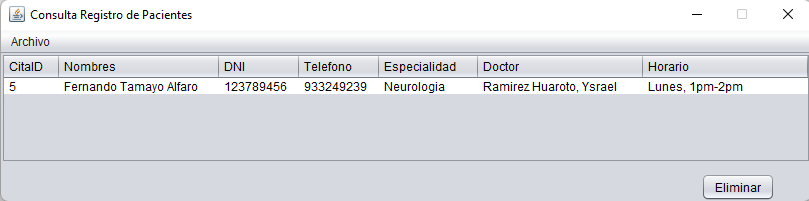 Consulta Registro de Pacientes
Archivo
CitaID Nombres DNI Telefono Especialidad Doctor Horario
5 Fernando Tamayo Alfaro 123789456 933249239 Neurologia Ramirez Huaroto, Ysrael Lunes, 1pm-2pm
Eliminar